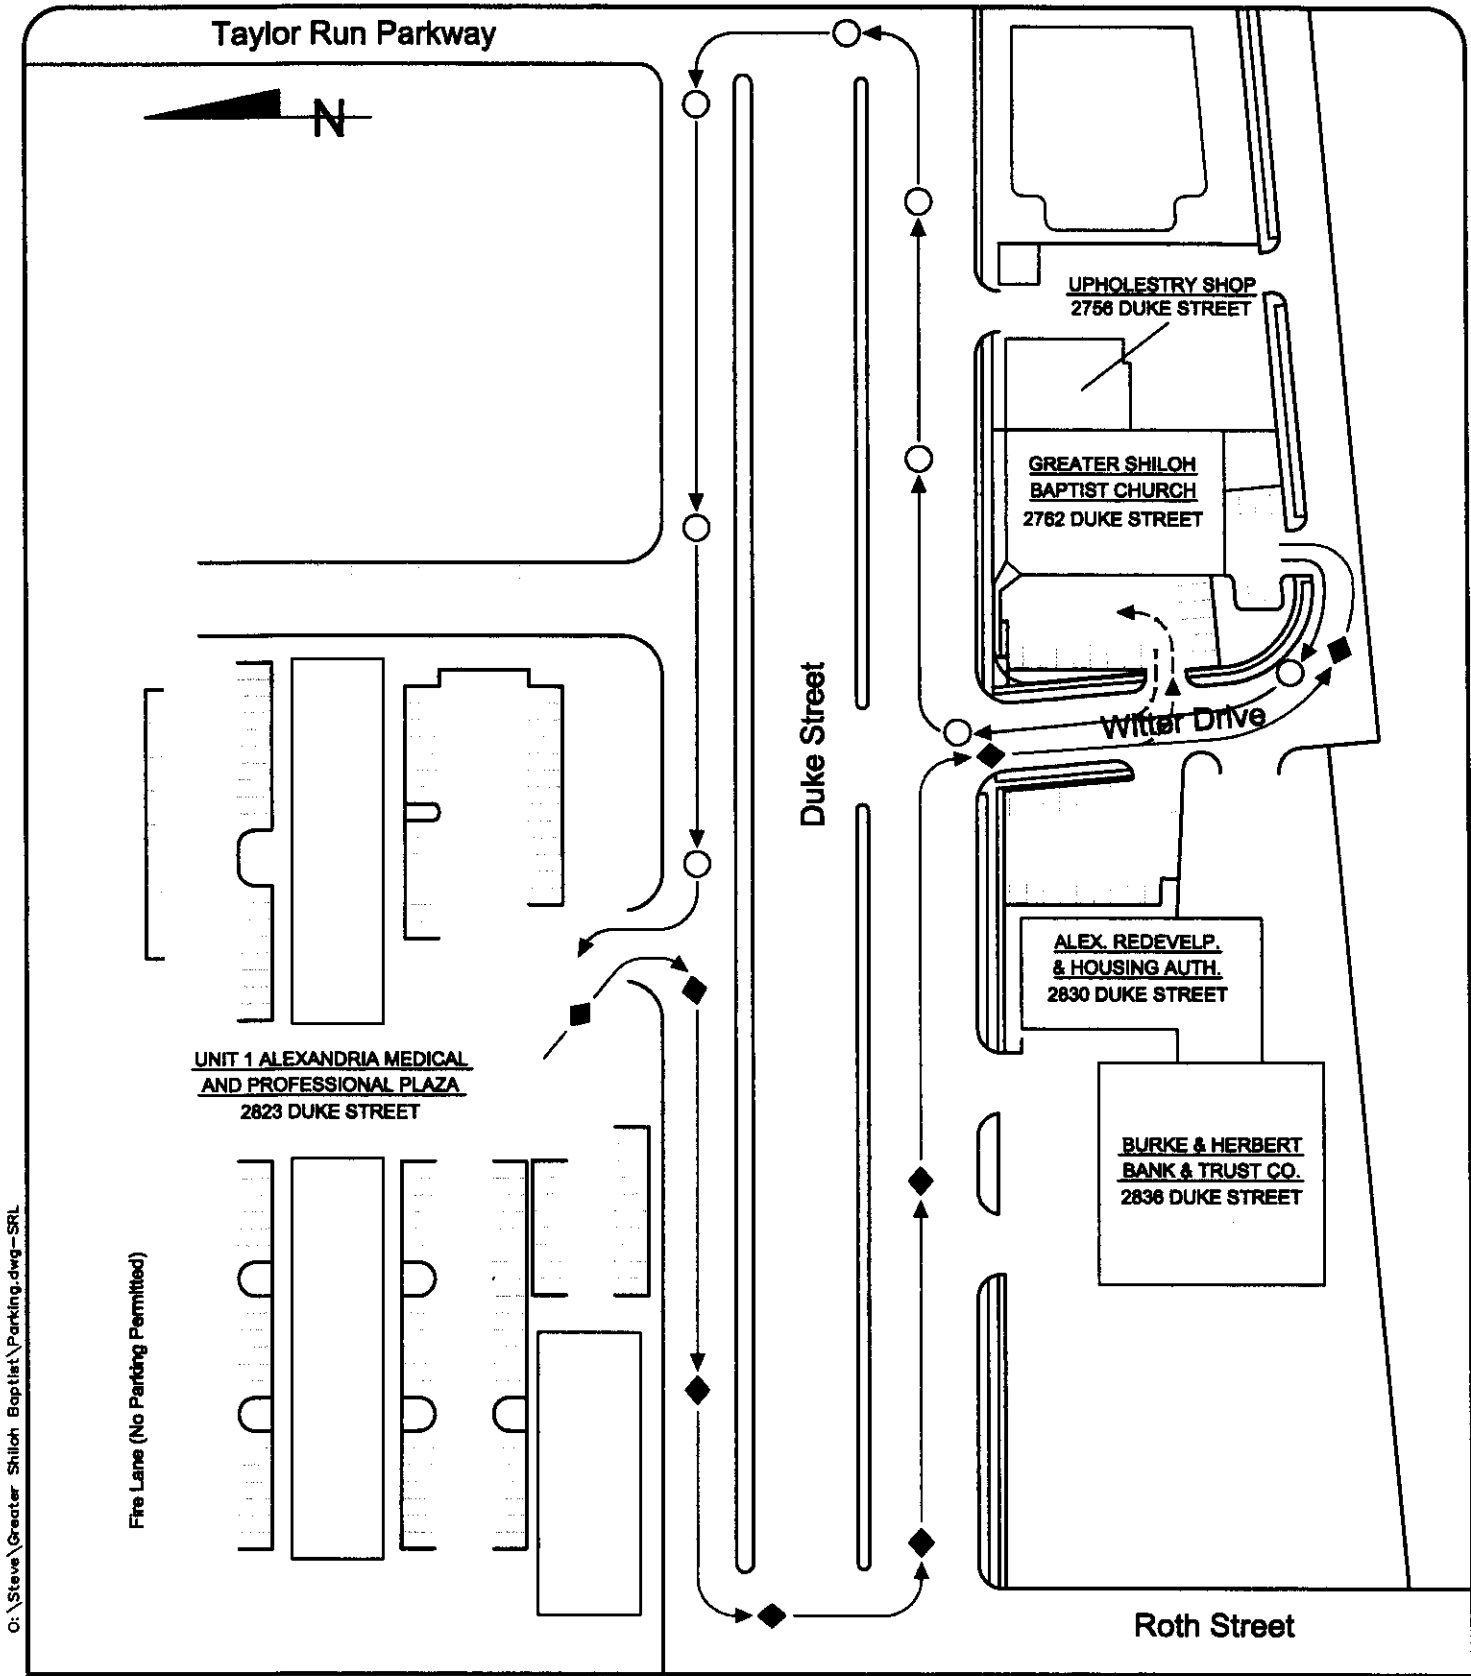 Taylor Run Parkway
N
UPHOLESTRY SHOP
2756 DUKE STREET
GREATER SHILOH
BAPTIST CHURCH
2762 DUKE STREET
Duke Street
Witter Drive
ALEX. REDEVELP.
& HOUSING AUTH.
2830 DUKE STREET
UNIT 1 ALEXANDRIA MEDICAL
AND PROFESSIONAL PLAZA
2823 DUKE STREET
BURKE & HERBERT
BANK & TRUST CO.
2836 DUKE STREET
Fire Lane (No Parking Permitted)
O:\Steve\Greater Shiloh Baptist\Parking.dwg-SRL
Roth Street